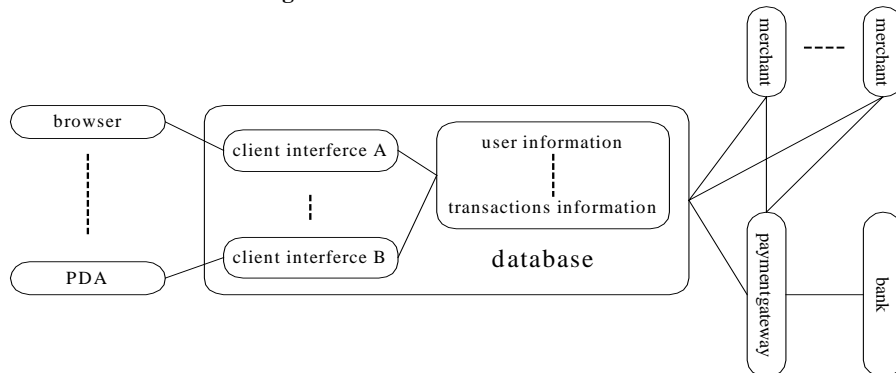 merchant
merchant
browser
client interferce A
user information
transactions information
client interferce B
database
PDA
paymentgateway
bank